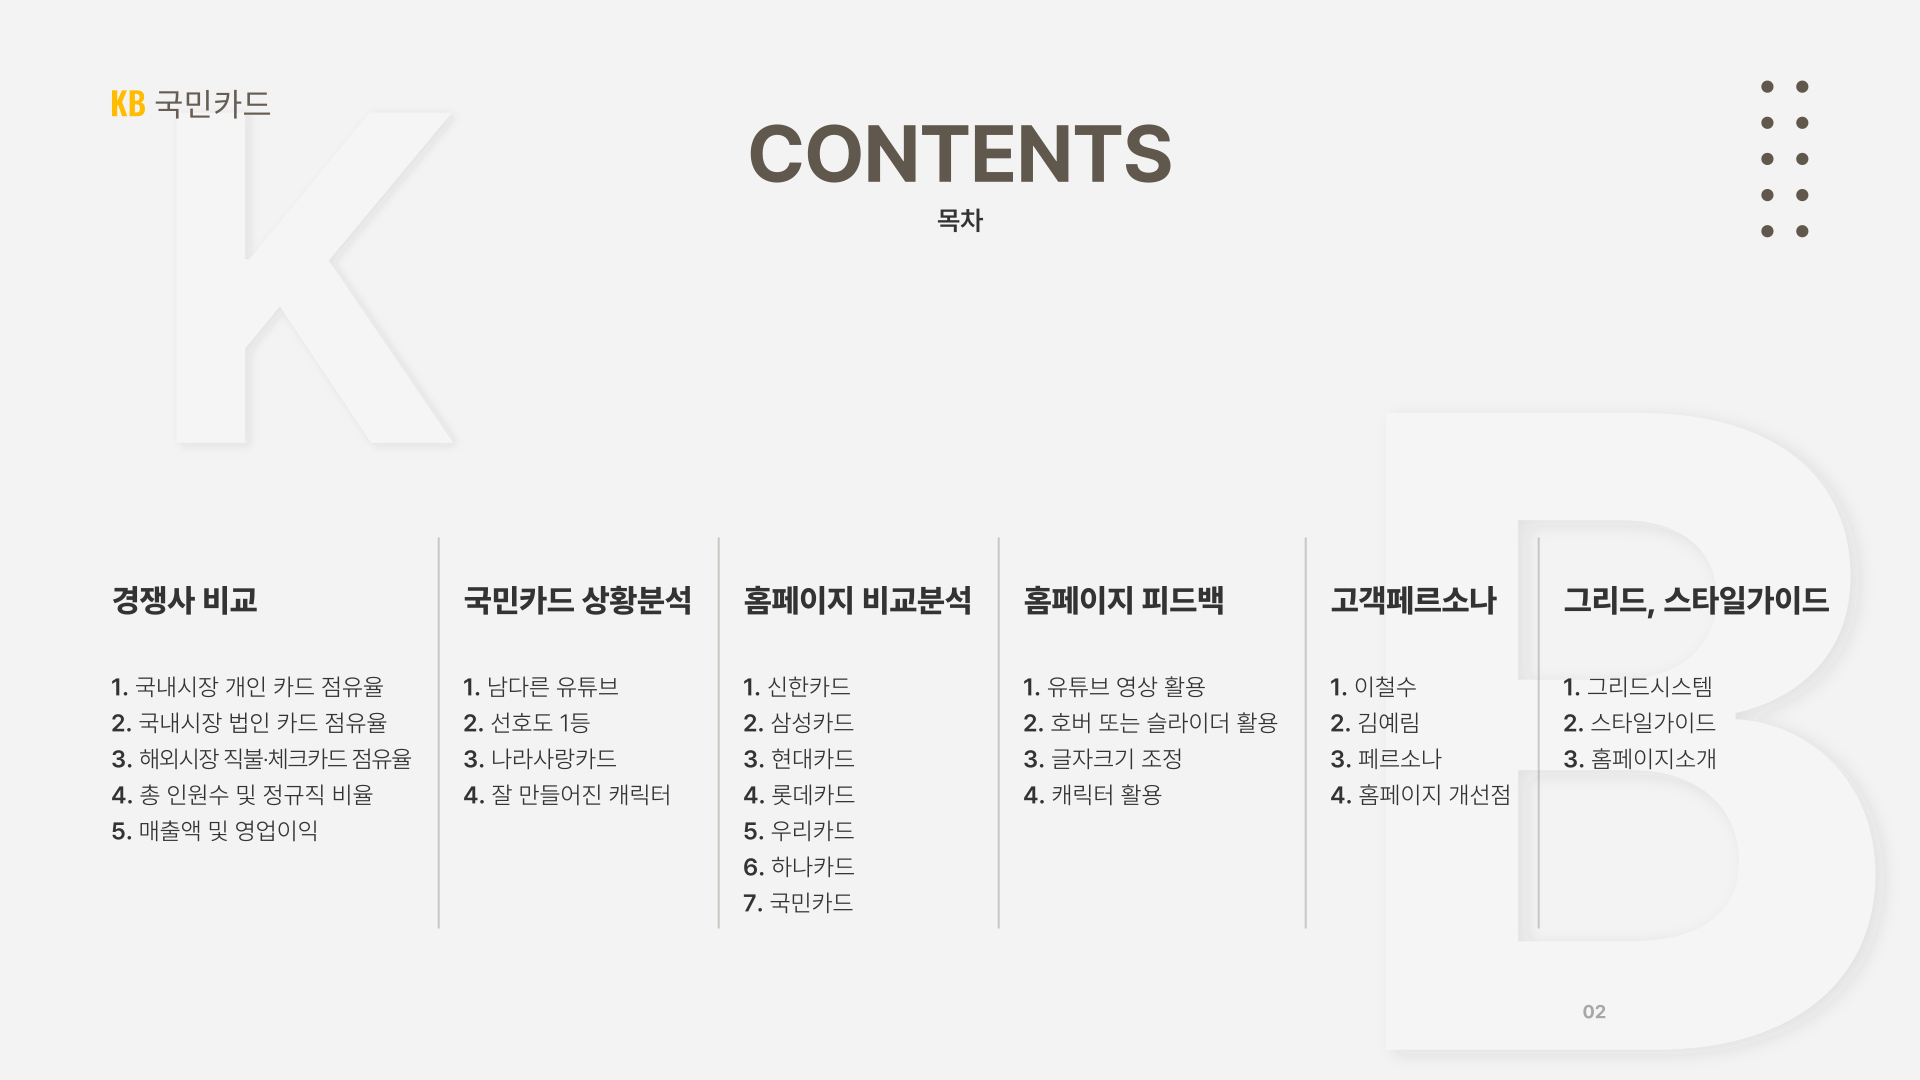 KB 국민카드
CONTENTS
목차
경쟁사 비교
1. 국내시장 개인 카드 점유율
2. 국내시장 법인 카드 점유율
3. 해외시장 직불·체크카드 점유율
4. 총 인원수 및 정규직 비율
5. 매출액 및 영업이익
국민카드 상황분석
1. 남다른 유튜브
2. 선호도 1등
3. 나라사랑카드
4. 잘 만들어진 캐릭터
홈페이지 비교분석
1. 신한카드
2. 삼성카드
3. 현대카드
4. 롯데카드
5. 우리카드
6. 하나카드
7. 국민카드
홈페이지 피드백
1. 유튜브 영상 활용
2. 호버 또는 슬라이더 활용
3. 글자크기 조정
4. 캐릭터 활용
고객페르소나
1. 이철수
2. 김예림
3. 페르소나
4. 홈페이지 개선점
그리드, 스타일가이드
1. 그리드시스템
2. 스타일가이드
3. 홈페이지소개
K
B
02